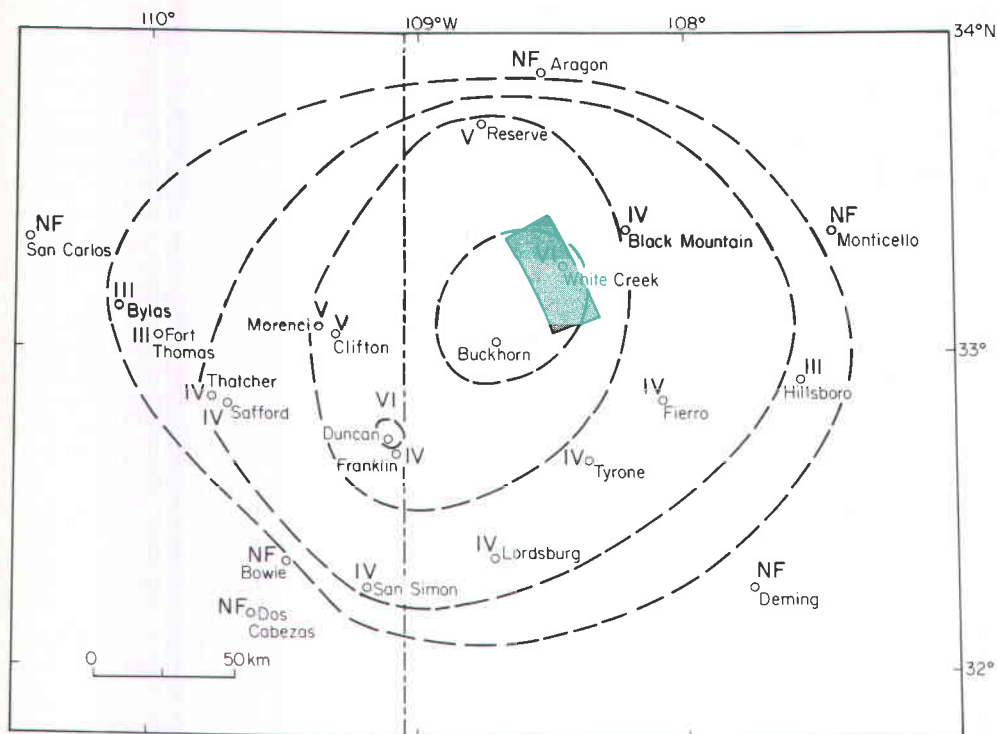 110°
109°W
108°
34°N
NF Aragon
V Reserve
NF
San Carlos
IV
Black Mountain
NF
Monticello
VI
White Creek
III
Bylas
III Fort
Thomas
Morenci V
V
Clifton
Buckhorn
33°
IV Thatcher
IV Safford
VI
Duncan
Franklin IV
IV
Fierro
III
Hillsboro
IV Tyrone
NF
Bowie
IV
San Simon
IV
Lordsburg
NF
Deming
NF Dos
Cabezas
0 50 km
32°